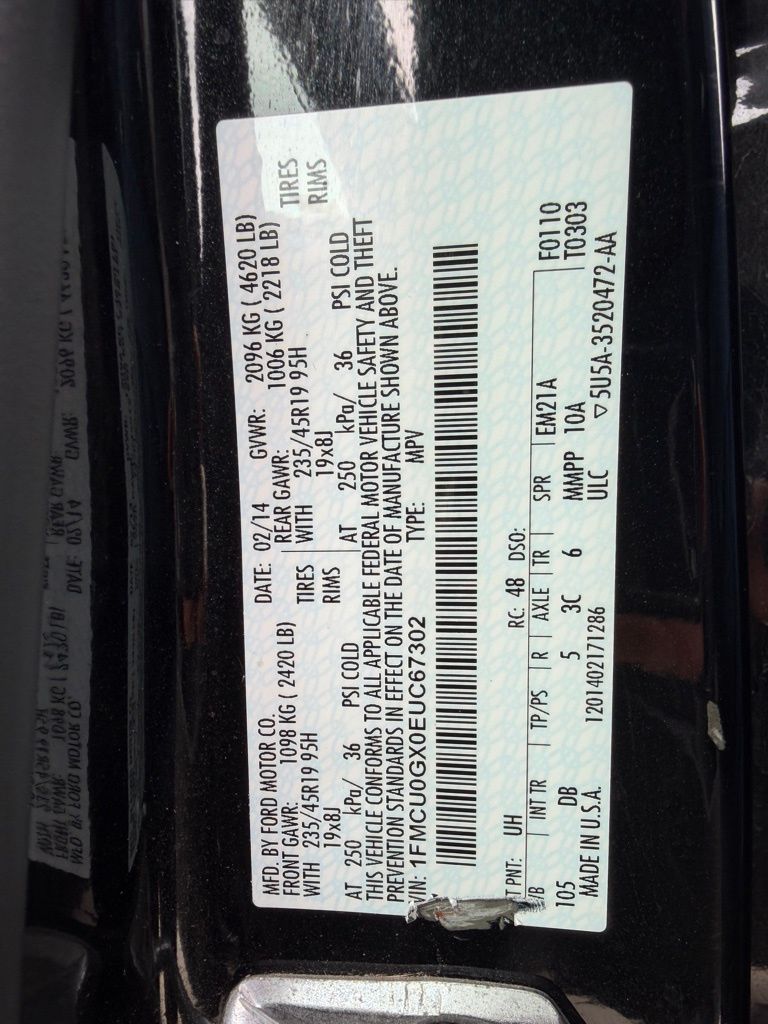 MFD. BY FORD MOTOR CO.
DATE: 02/14 GVWR: 2096 KG ( 4620 LB)
FRONT GAWR: 1098 KG ( 2420 LB) REAR GAWR: 1006 KG ( 2218 LB)
WITH 235/45R19 95H TIRES WITH 235/45R19 95H TIRES
19x8J RIMS 19x8J RIMS
AT 250 kPa/ 36 PSI COLD AT 250 kPa/ 36 PSI COLD
THIS VEHICLE CONFORMS TO ALL APPLICABLE FEDERAL MOTOR VEHICLE SAFETY AND THEFT
PREVENTION STANDARDS IN EFFECT ON THE DATE OF MANUFACTURE SHOWN ABOVE.
VIN: 1FMCU0GX0EUC67302 TYPE: MPV
T PNT: UH RC: 48 DSO: F0110
/B INT TR TP/PS R AXLE TR SPR EM21A T0303
105 DB 5 3C 6 MMPP 10A
MADE IN U.S.A. 1201402171286 ULC ▽5U5A-3520472-AA